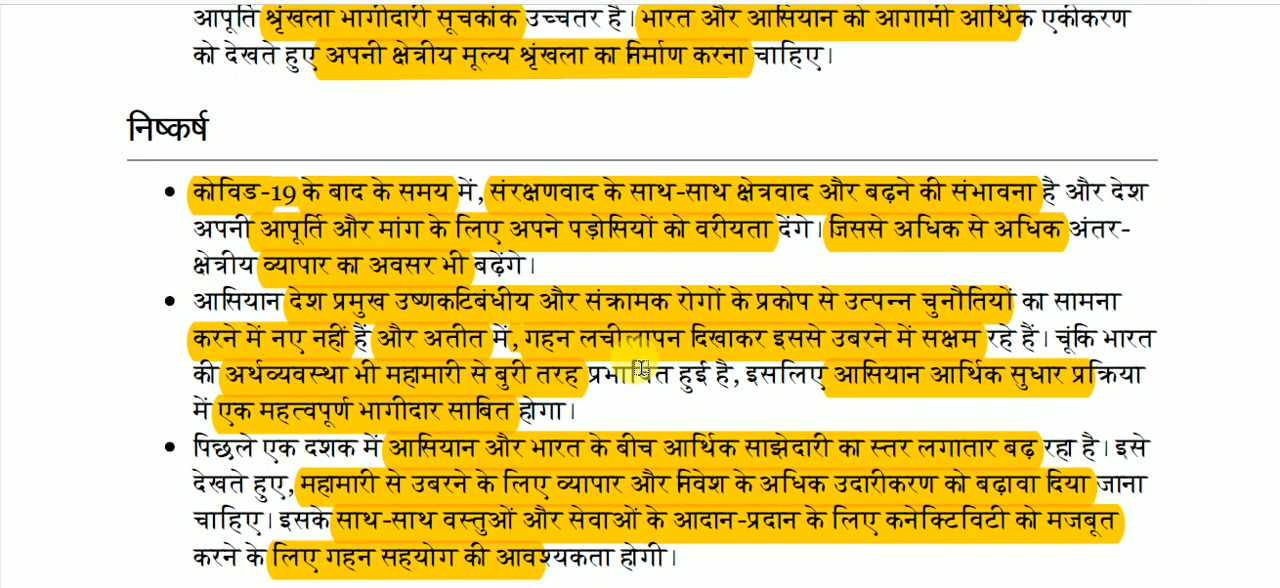 आपूर्ति श्रृंखला भागीदारी सूचकांक उच्चतर है। भारत और आसियान को आगामी आर्थिक एकीकरण
को देखते हुए अपनी क्षेत्रीय मूल्य श्रृंखला का निर्माण करना चाहिए।
निष्कर्ष
• कोविड-19 के बाद के समय में, संरक्षणवाद के साथ-साथ क्षेत्रवाद और बढ़ने की संभावना है और देश
अपनी आपूर्ति और मांग के लिए अपने पड़ोसियों को वरीयता देंगे। जिससे अधिक से अधिक अंतर-
क्षेत्रीय व्यापार का अवसर भी बढ़ेंगे।
• आसियान देश प्रमुख उष्णकटिबंधीय और संक्रामक रोगों के प्रकोप से उत्पन्न चुनौतियों का सामना
करने में नए नहीं हैं और अतीत में, गहन लचीलापन दिखाकर इससे उबरने में सक्षम रहे हैं। चूंकि भारत
की अर्थव्यवस्था भी महामारी से बुरी तरह प्रभावित हुई है, इसलिए आसियान आर्थिक सुधार प्रक्रिया
में एक महत्वपूर्ण भागीदार साबित होगा।
• पिछले एक दशक में आसियान और भारत के बीच आर्थिक साझेदारी का स्तर लगातार बढ़ रहा है। इसे
देखते हुए, महामारी से उबरने के लिए व्यापार और निवेश के अधिक उदारीकरण को बढ़ावा दिया जाना
चाहिए। इसके साथ-साथ वस्तुओं और सेवाओं के आदान-प्रदान के लिए कनेक्टिविटी को मजबूत
करने के लिए गहन सहयोग की आवश्यकता होगी।